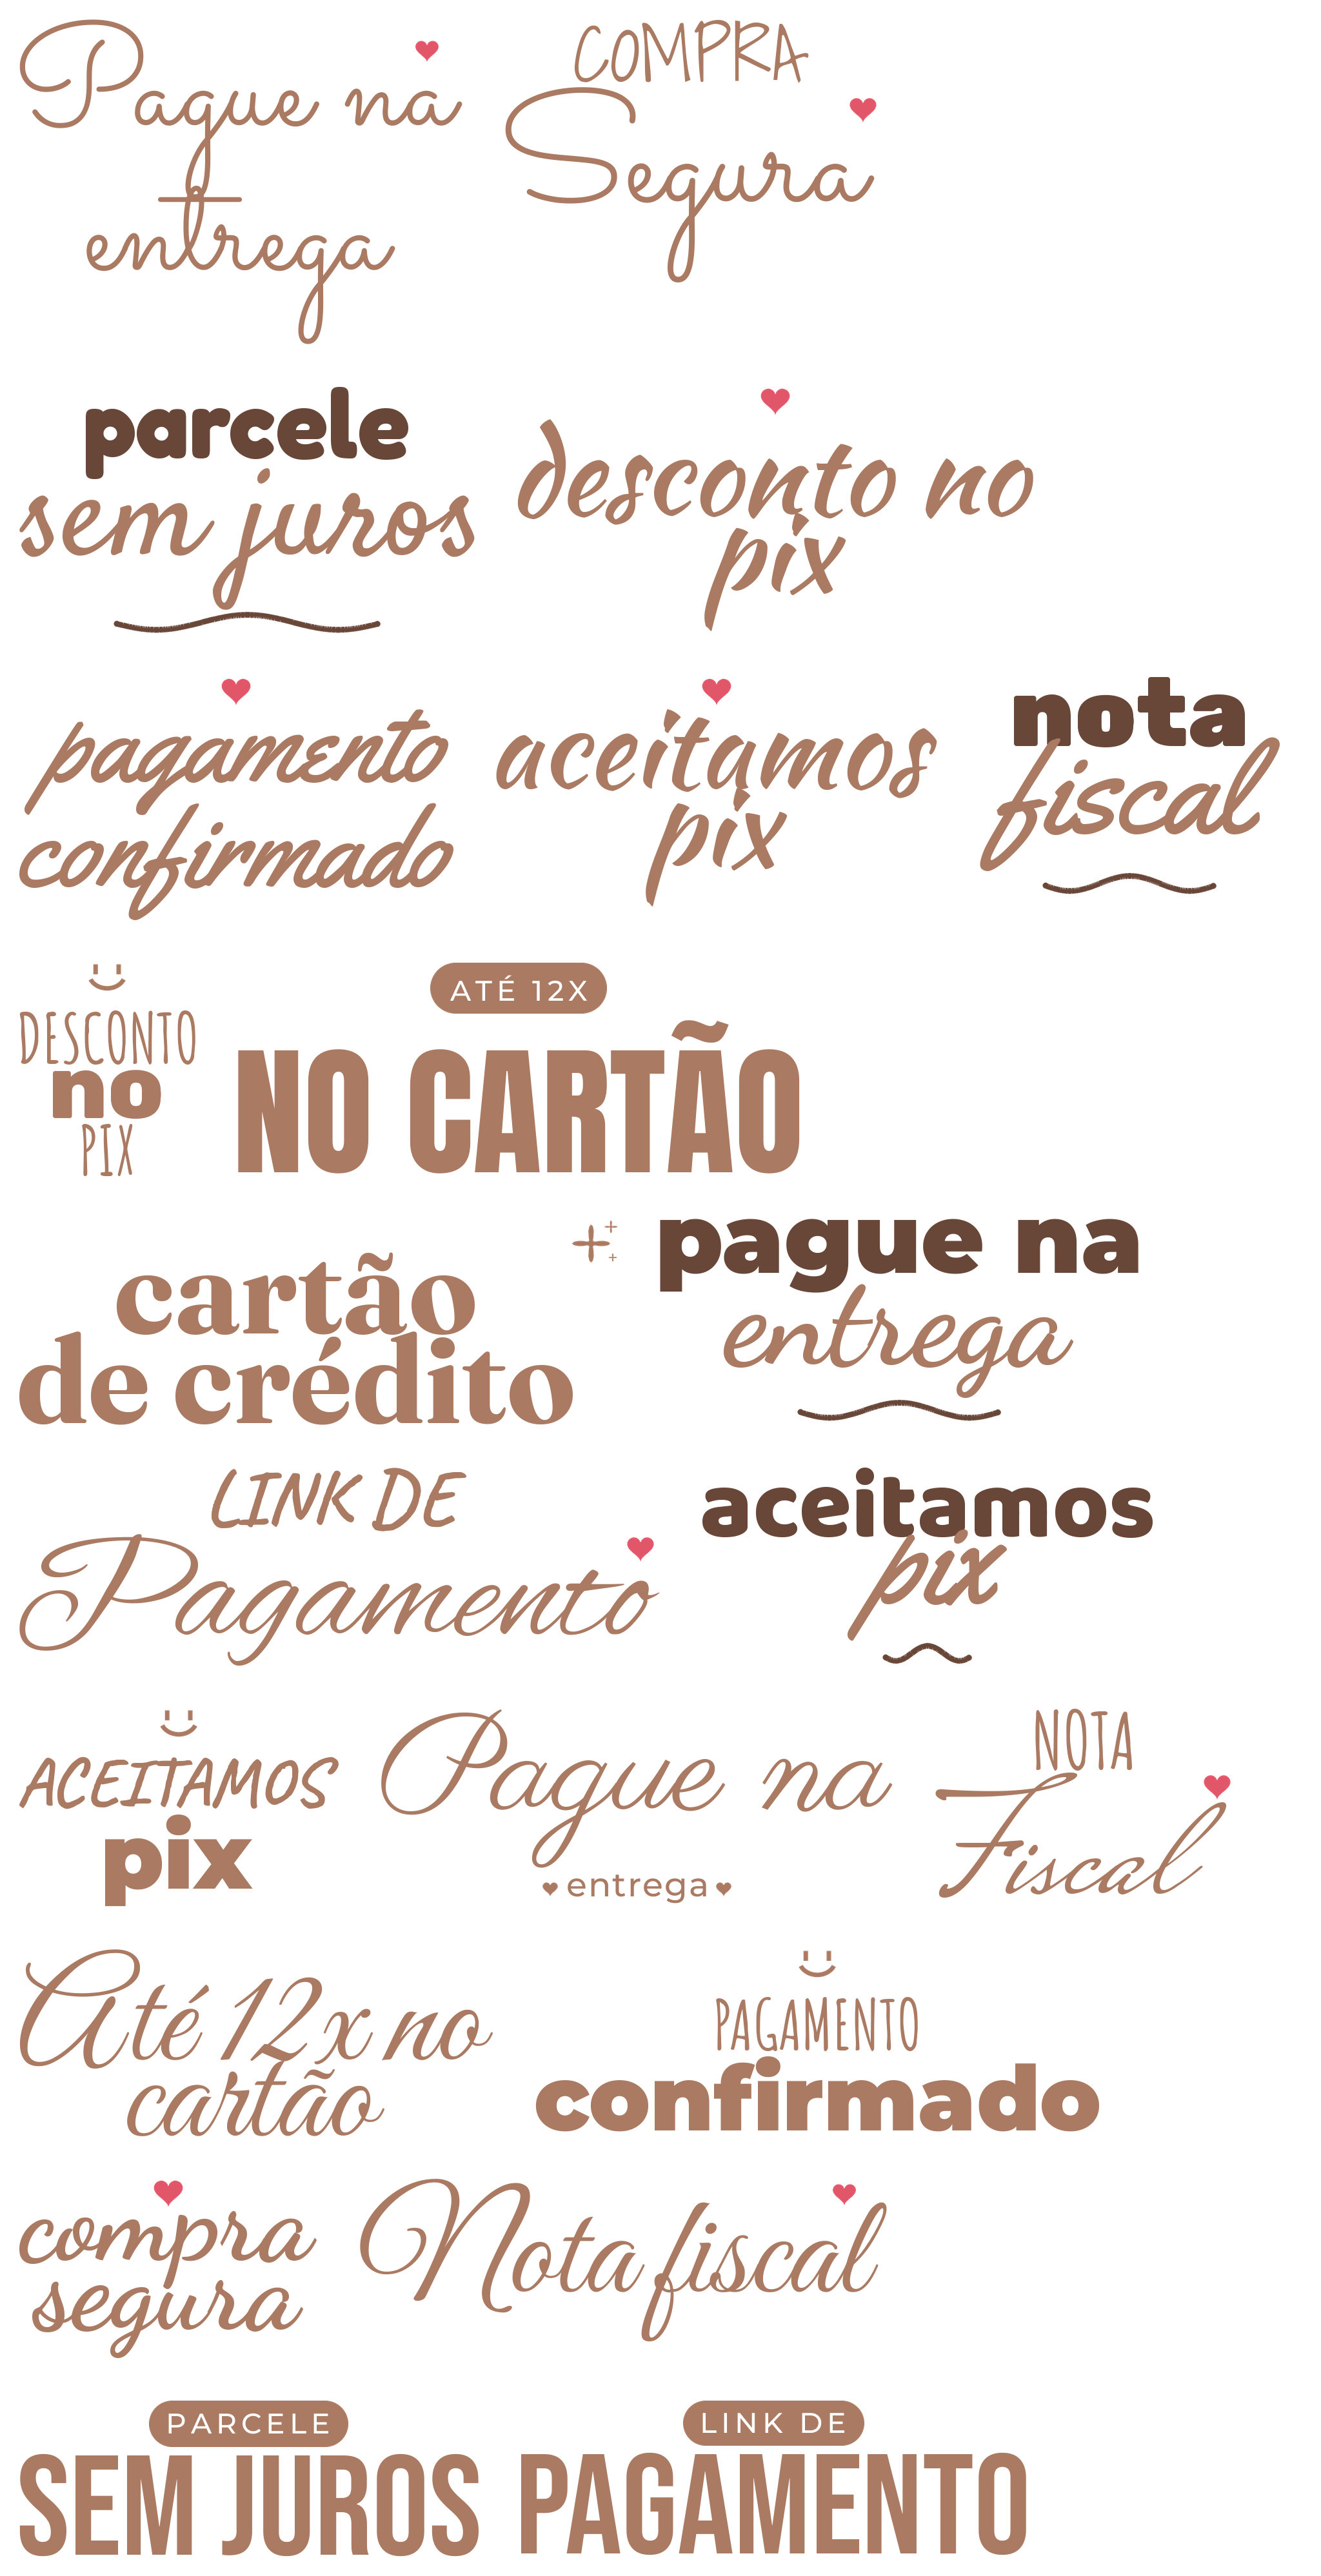 Pague na
entrega
COMPRA
Segura
parcele
sem juros
desconto no
pix
pagamento
confirmado
aceitamos
pix
nota
fiscal
DESCONTO
no
PIX
ATÉ 12X
NO CARTÃO
cartão
de crédito
pague na
entrega
LINK DE
Pagamento
aceitamos
pix
ACEITAMOS
pix
Pague na
entrega
NOTA
Fiscal
Até 12x no
cartão
PAGAMENTO
confirmado
compra
segura
Nota fiscal
PARCELE
SEM JUROS
LINK DE
PAGAMENTO